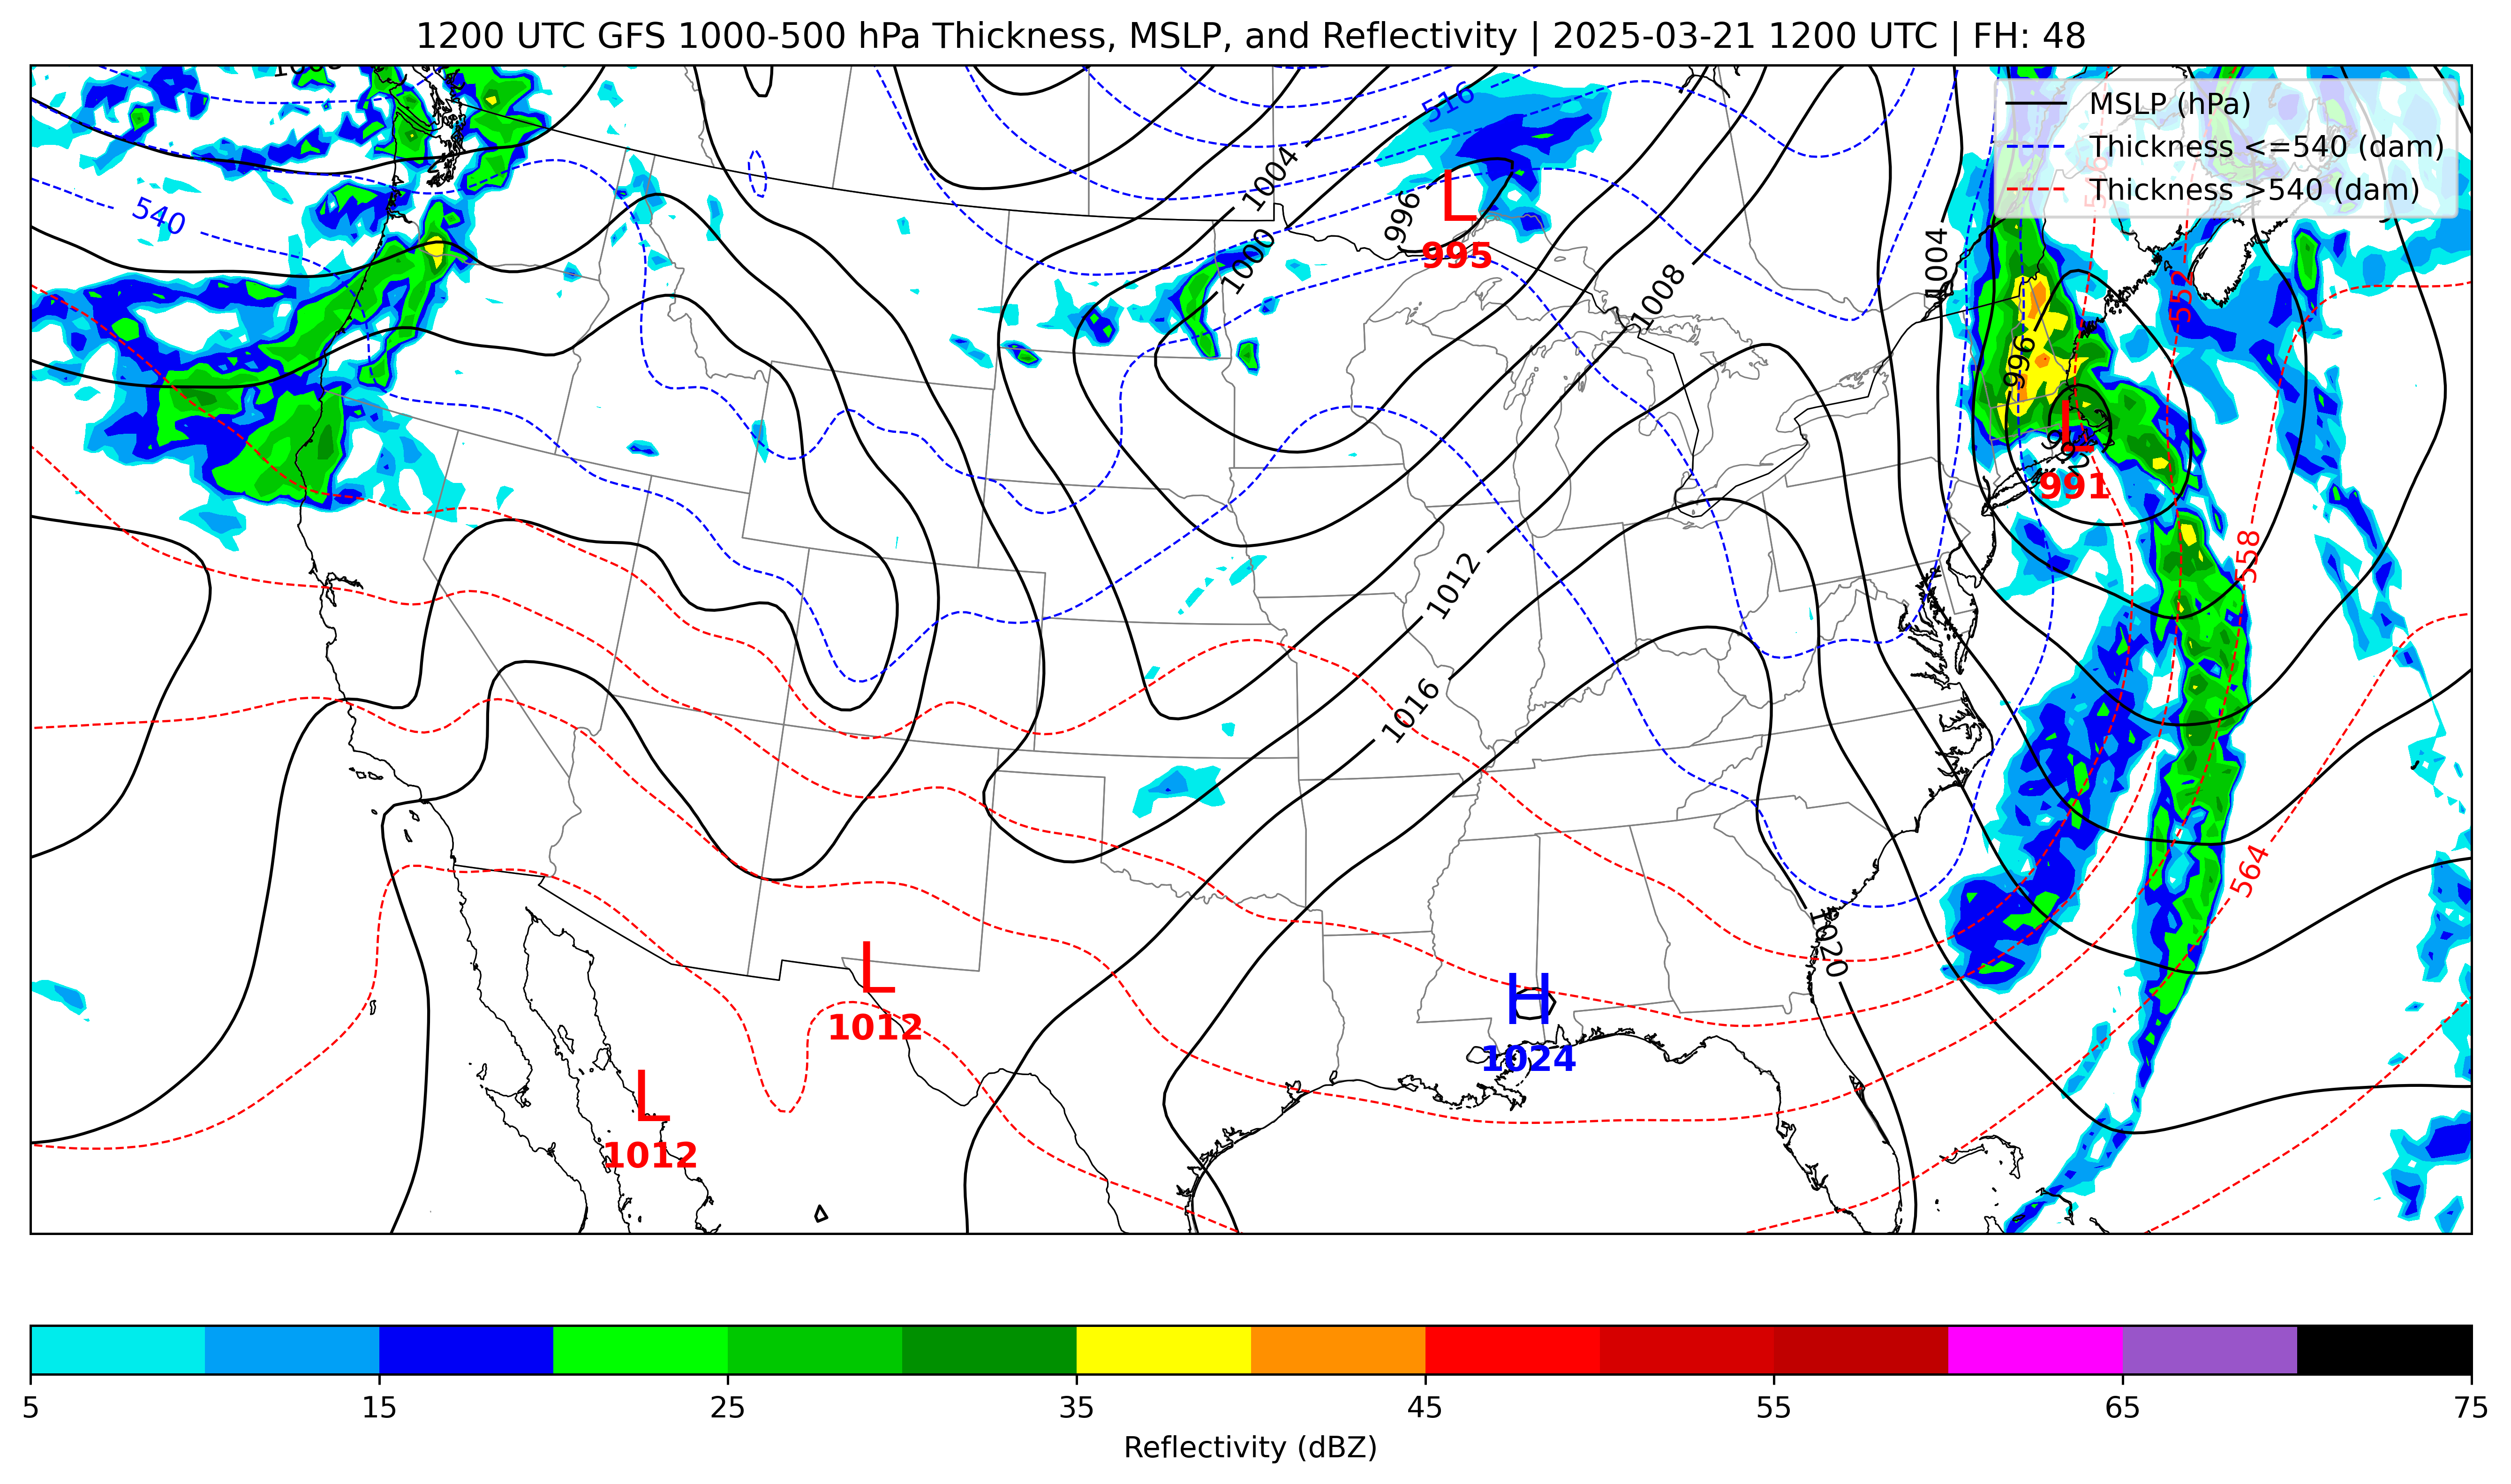 1200 UTC GFS 1000-500 hPa Thickness, MSLP, and Reflectivity | 2025-03-21 1200 UTC | FH: 48
MSLP (hPa)
Thickness <=540 (dam)
Thickness >540 (dam)
516
1004
540
996
L
995
1000
1004
1008
552
996
L
991
558
1012
1016
564
1020
L
1012
H
1024
L
1012
5 15 25 35 45 55 65 75
Reflectivity (dBZ)